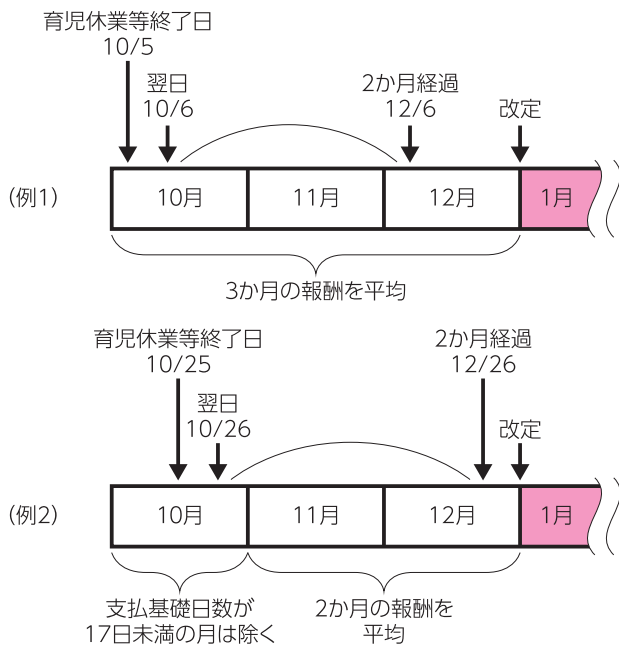 育児休業等終了日
10/5
翌日
10/6
2か月経過
12/6
改定
(例1)
10月
11月
12月
1月
3か月の報酬を平均
育児休業等終了日
10/25
翌日
10/26
2か月経過
12/26
改定
(例2)
10月
11月
12月
1月
支払基礎日数が
17日未満の月は除く
2か月の報酬を
平均